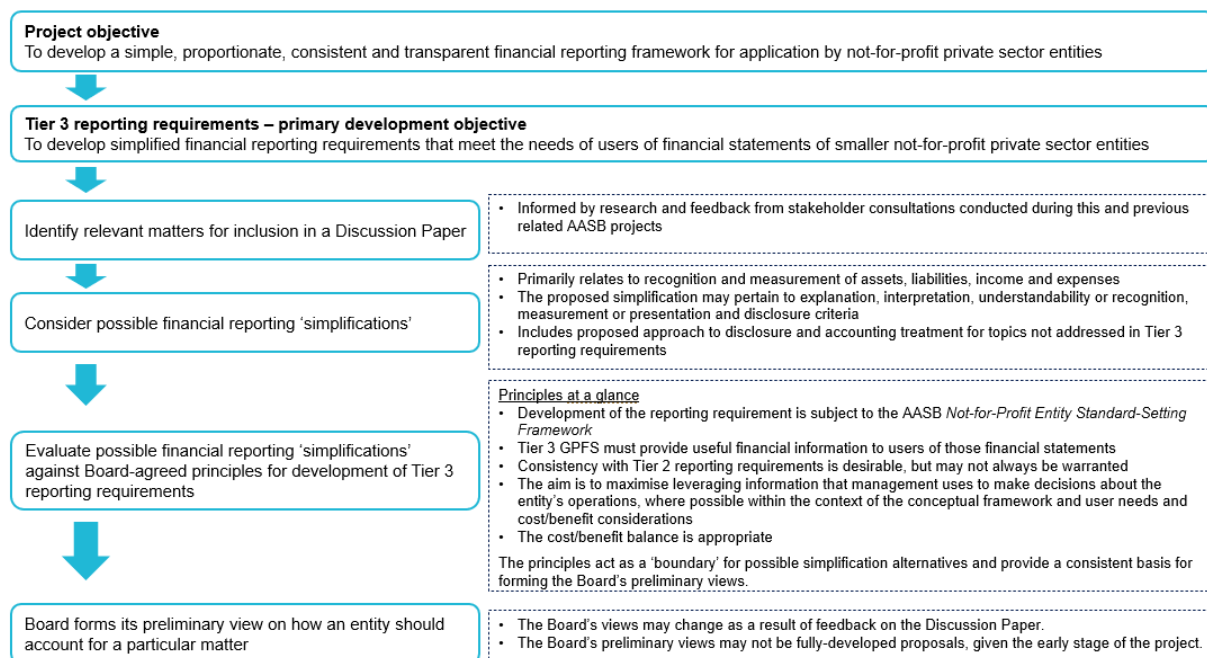 Project objective
To develop a simple, proportionate, consistent and transparent financial reporting framework for application by not-for-profit private sector entities
Tier 3 reporting requirements – primary development objective
To develop simplified financial reporting requirements that meet the needs of users of financial statements of smaller not-for-profit private sector entities
Identify relevant matters for inclusion in a Discussion Paper
• Informed by research and feedback from stakeholder consultations conducted during this and previous
related AASB projects
Consider possible financial reporting ‘simplifications’
• Primarily relates to recognition and measurement of assets, liabilities, income and expenses
• The proposed simplification may pertain to explanation, interpretation, understandability or recognition,
measurement or presentation and disclosure criteria
• Includes proposed approach to disclosure and accounting treatment for topics not addressed in Tier 3
reporting requirements
Evaluate possible financial reporting ‘simplifications’
against Board-agreed principles for development of Tier 3
reporting requirements
Principles at a glance
• Development of the reporting requirement is subject to the AASB Not-for-Profit Entity Standard-Setting
Framework
• Tier 3 GPFS must provide useful financial information to users of those financial statements
• Consistency with Tier 2 reporting requirements is desirable, but may not always be warranted
• The aim is to maximise leveraging information that management uses to make decisions about the
entity’s operations, where possible within the context of the conceptual framework and user needs and
cost/benefit considerations
• The cost/benefit balance is appropriate
The principles act as a ‘boundary’ for possible simplification alternatives and provide a consistent basis for
forming the Board’s preliminary views.
Board forms its preliminary view on how an entity should
account for a particular matter
• The Board’s views may change as a result of feedback on the Discussion Paper.
• The Board’s preliminary views may not be fully-developed proposals, given the early stage of the project.